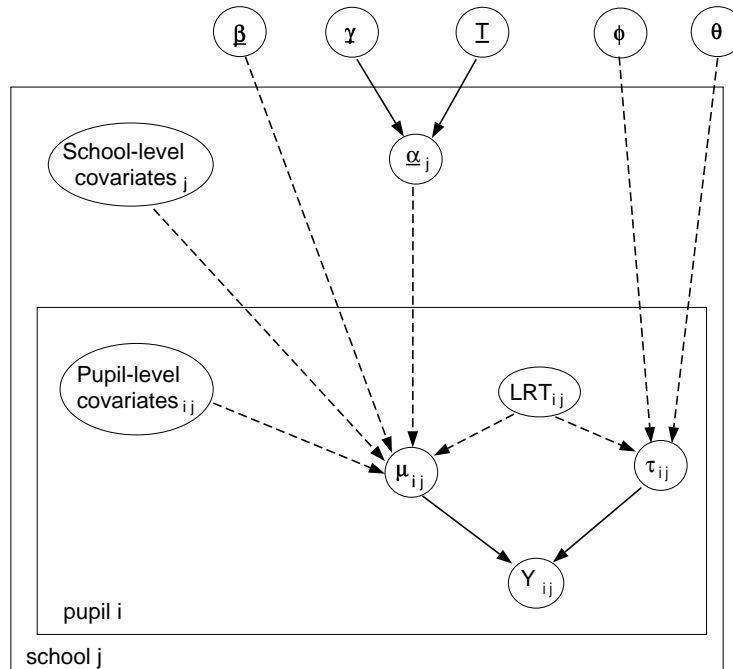 β γ T ϕ θ
School-level
covariates j
α j
Pupil-level
covariates i j
LRT i j
μ i j
τ i j
Y i j
pupil i
school j